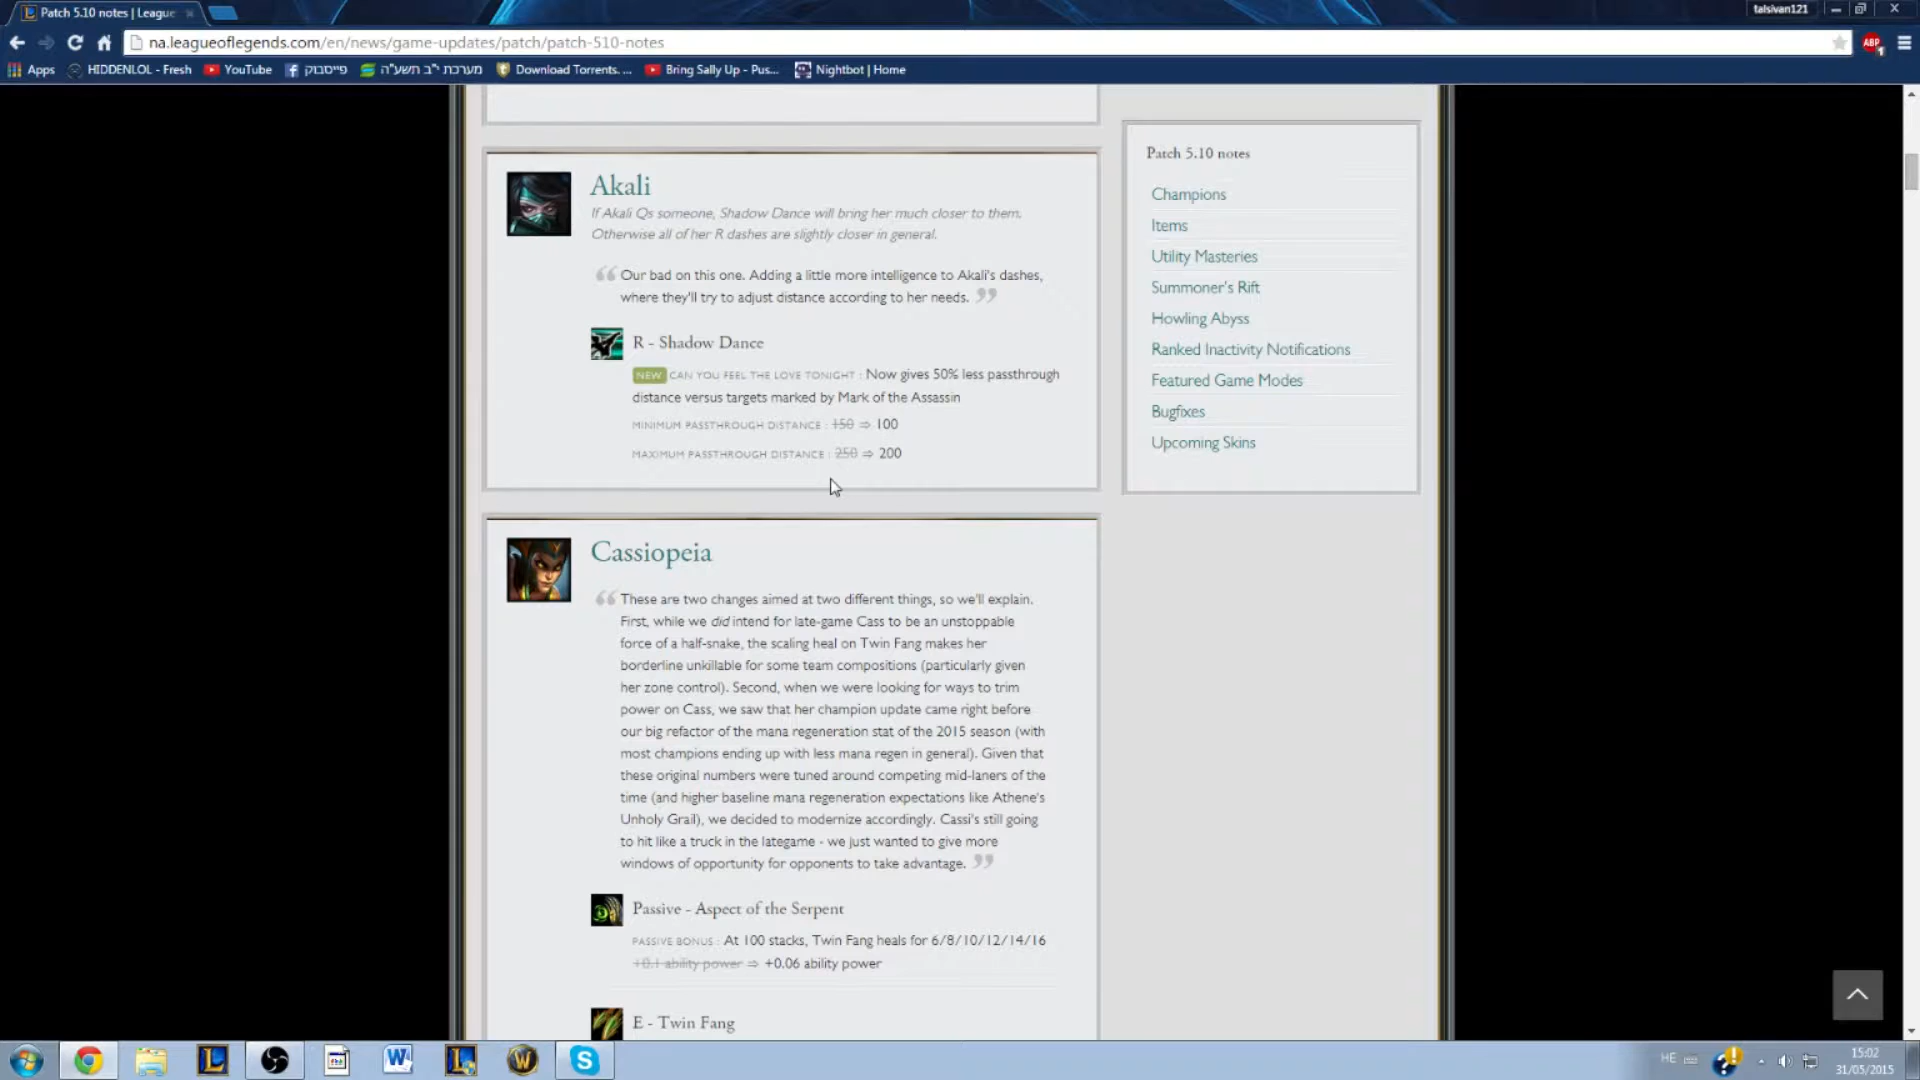 Patch 5.10 notes | League
talsivan121
na.leagueoflegends.com/en/news/game-updates/patch/patch-510-notes
ABP
1
Apps
HIDDENLOL - Fresh
YouTube
פייסבוק
מערכת י"ב תשע"ה
Download Torrents. ...
Bring Sally Up - Pus...
Nightbot | Home
Akali
If Akali Qs someone, Shadow Dance will bring her much closer to them.
Otherwise all of her R dashes are slightly closer in general.
“ Our bad on this one. Adding a little more intelligence to Akali's dashes,
where they'll try to adjust distance according to her needs. ”
R - Shadow Dance
NEW CAN YOU FEEL THE LOVE TONIGHT : Now gives 50% less passthrough
distance versus targets marked by Mark of the Assassin
MINIMUM PASSTHROUGH DISTANCE : 150 ⇒ 100
MAXIMUM PASSTHROUGH DISTANCE : 250 ⇒ 200
Cassiopeia
“ These are two changes aimed at two different things, so we'll explain.
First, while we did intend for late-game Cass to be an unstoppable
force of a half-snake, the scaling heal on Twin Fang makes her
borderline unkillable for some team compositions (particularly given
her zone control). Second, when we were looking for ways to trim
power on Cass, we saw that her champion update came right before
our big refactor of the mana regeneration stat of the 2015 season (with
most champions ending up with less mana regen in general). Given that
these original numbers were tuned around competing mid-laners of the
time (and higher baseline mana regeneration expectations like Athene's
Unholy Grail), we decided to modernize accordingly. Cassi's still going
to hit like a truck in the lategame - we just wanted to give more
windows of opportunity for opponents to take advantage. ”
Passive - Aspect of the Serpent
PASSIVE BONUS : At 100 stacks, Twin Fang heals for 6/8/10/12/14/16
+0.1 ability power ⇒ +0.06 ability power
E - Twin Fang
Patch 5.10 notes
Champions
Items
Utility Masteries
Summoner's Rift
Howling Abyss
Ranked Inactivity Notifications
Featured Game Modes
Bugfixes
Upcoming Skins
HE
15:02
31/05/2015